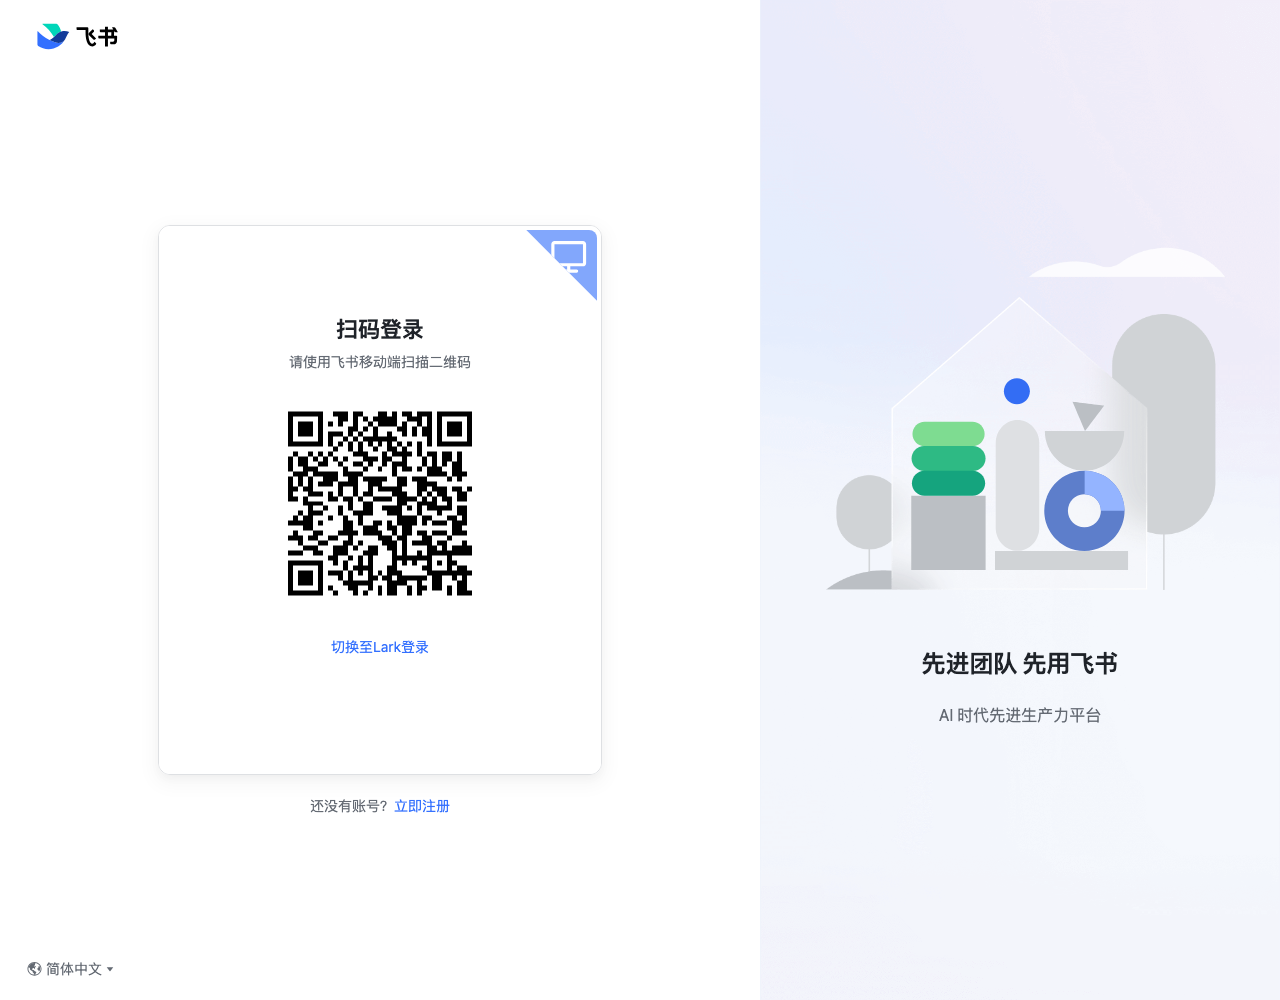 飞书
扫码登录
请使用飞书移动端扫描二维码
切换至Lark登录
还没有账号? 立即注册
简体中文
先进团队 先用飞书
AI 时代先进生产力平台